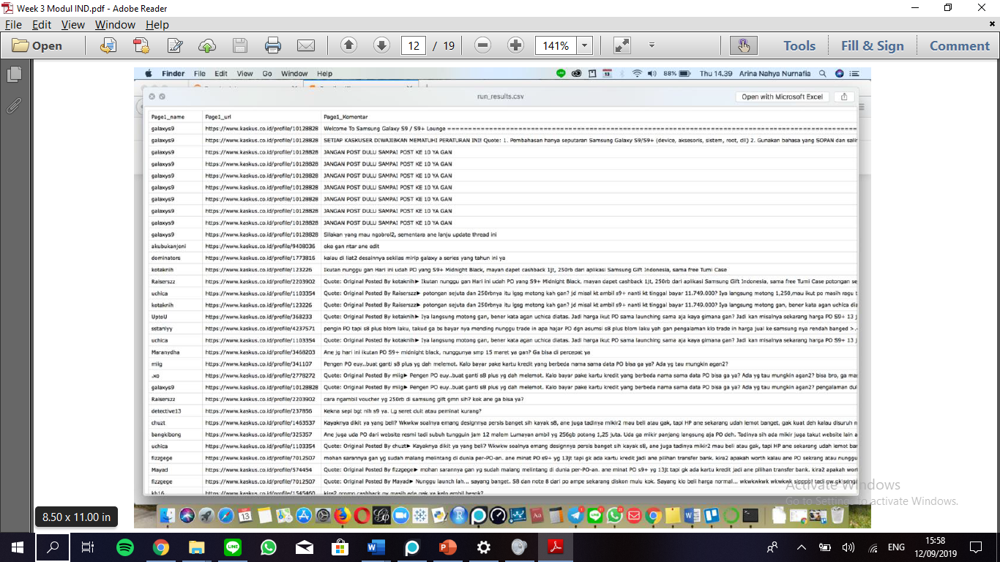 Week 3 Modul IND.pdf - Adobe Reader
File Edit View Window Help
Open 12 / 19 141% Tools Fill & Sign Comment
Finder File Edit View Go Window Help 88% Thu 14.39 Arina Nahya Nurnafia
run_results.csv Open with Microsoft Excel
Page1_name Page1_url Page1_Komentar
galaxys9 https://www.kaskus.co.id/profile/10128828 Welcome To Samsung Galaxy S9 / S9+ Lounge
galaxys9 https://www.kaskus.co.id/profile/10128828 SETIAP KASKUSER DIWAJIBKAN MEMATUHI PERATURAN INI! Quote: 1. Pembahasan hanya seputaran Samsung Galaxy S9/S9+ (device, aksesoris, sistem, root, dll) 2. Gunakan bahasa yang SOPAN dan salin
galaxys9 https://www.kaskus.co.id/profile/10128828 JANGAN POST DULU SAMPAI POST KE 10 YA GAN
galaxys9 https://www.kaskus.co.id/profile/10128828 JANGAN POST DULU SAMPAI POST KE 10 YA GAN
galaxys9 https://www.kaskus.co.id/profile/10128828 JANGAN POST DULU SAMPAI POST KE 10 YA GAN
galaxys9 https://www.kaskus.co.id/profile/10128828 JANGAN POST DULU SAMPAI POST KE 10 YA GAN
galaxys9 https://www.kaskus.co.id/profile/10128828 JANGAN POST DULU SAMPAI POST KE 10 YA GAN
galaxys9 https://www.kaskus.co.id/profile/10128828 JANGAN POST DULU SAMPAI POST KE 10 YA GAN
galaxys9 https://www.kaskus.co.id/profile/10128828 JANGAN POST DULU SAMPAI POST KE 10 YA GAN
galaxys9 https://www.kaskus.co.id/profile/10128828 Silakan yang mau ngobrol2, sementara ane lanju update thread ini
akubukanjoni https://www.kaskus.co.id/profile/9408036 oke gan ntar ane edit
dominators https://www.kaskus.co.id/profile/1773816 kalau di liat2 desainnya sekilas mirip galaxy a series yang tahun ini ya
kotaknih https://www.kaskus.co.id/profile/123226 Ikutan nunggu gan Hari ini udah PO yang S9+ Midnight Black, mayan dapet cashback 1jt, 250rb dari aplikasi Samsung Gift Indonesia, sama free Tumi Case
Raiserszz https://www.kaskus.co.id/profile/2203902 Quote: Original Posted By kotaknih► Ikutan nunggu gan Hari ini udah PO yang S9+ Midnight Black, mayan dapet cashback 1jt, 250rb dari aplikasi Samsung Gift Indonesia, sama free Tumi Case potongan se
uchica https://www.kaskus.co.id/profile/1103354 Quote: Original Posted By Raiserszz► potongan sejuta dan 250rbnya itu lgsg motong kah gan? jd misal kt ambil s9+ nanti kt tinggal bayar 11.749.000? Iya langsung motong 1,250,mau ikut po masih ragu t
kotaknih https://www.kaskus.co.id/profile/123226 Quote: Original Posted By Raiserszz► potongan sejuta dan 250rbnya itu lgsg motong kah gan? jd misal kt ambil s9+ nanti kt tinggal bayar 11.749.000? Iya langsung motong gan, bener kata agan uchica dia
UptoU https://www.kaskus.co.id/profile/368233 Quote: Original Posted By kotaknih► Iya langsung motong gan, bener kata agan uchica diatas. Jadi harga ikut PO sama launching sama aja kaya gimana gan? Jadi kan misalnya sekarang harga PO S9+ 13 j
sstaniyy https://www.kaskus.co.id/profile/4237571 pengin PO tapi s8 plus blom laku, takud ga bs bayar nya mending nunggu trade in apa hajar PO dgn asumsi s8 plus blom laku yah gan pengalaman klo trade in harga jual ke samsung nya rendah banged >.<
uchica https://www.kaskus.co.id/profile/1103354 Quote: Original Posted By kotaknih► Iya langsung motong gan, bener kata agan uchica diatas. Jadi harga ikut PO sama launching sama aja kaya gimana gan? Jadi kan misalnya sekarang harga PO S9+ 13 j
Maranydha https://www.kaskus.co.id/profile/3468203 Ane jg hari ini ikutan PO S9+ midnight black, nunggunya smp 15 maret ya gan? Ga bisa di percepat ya
miig https://www.kaskus.co.id/profile/341107 Pengen PO euy..buat ganti s8 plus yg dah melemot. Kalo bayar pake kartu kredit yang berbeda nama sama data PO bisa ga ya? Ada yg tau mungkin agan2?
.xo https://www.kaskus.co.id/profile/2778272 Quote: Original Posted By miig► Pengen PO euy..buat ganti s8 plus yg dah melemot. Kalo bayar pake kartu kredit yang berbeda nama sama data PO bisa ga ya? Ada yg tau mungkin agan2? bisa bro, ga mas
galaxys9 https://www.kaskus.co.id/profile/10128828 Quote: Original Posted By miig► Pengen PO euy..buat ganti s8 plus yg dah melemot. Kalo bayar pake kartu kredit yang berbeda nama sama data PO bisa ga ya? Ada yg tau mungkin agan2? pengalaman dul
Raiserszz https://www.kaskus.co.id/profile/2203902 cara ngambil voucher yg 250rb di samsung gift gmn sih? kok ane ga bisa ya?
detective13 https://www.kaskus.co.id/profile/237856 Kekna sepi bgt nih s9 ya. Lg seret duit atau peminat kurang?
chuzt https://www.kaskus.co.id/profile/1463537 Kayaknya dikit ya yang beli? Wkwkw soalnya emang designnya persis banget sih kayak s8, ane juga tadinya mikir2 mau beli atau gak, tapi HP ane sekarang udah lemot banget, gak kuat deh kalau disuruh n
bangkibong https://www.kaskus.co.id/profile/325357 Ane juga uda PO dari website resmi tadi subuh tungguin jam 12 malem Lumayan ambil yg 256gb potong 1,25 juta. Uda ga mikir panjang langsung aja PO deh. Tadinya sih ada mikir juga takut website lain a
uchica https://www.kaskus.co.id/profile/1103354 Quote: Original Posted By chuzt► Kayaknya dikit ya yang beli? Wkwkw soalnya emang designnya persis banget sih kayak s8, ane juga tadinya mikir2 mau beli atau gak, tapi HP ane sekarang udah lemot ban
fizzgege https://www.kaskus.co.id/profile/7012507 mohan sarannya gan yg sudah malang melintang di dunia per-PO-an. ane minat PO s9+ yg 13jt tapi gk ada kartu kredit jadi ane pilihan transfer bank. kira2 apakah worth kalau ane PO sekrang atau nunggu
Mayad https://www.kaskus.co.id/profile/574454 Quote: Original Posted By fizzgege► mohan sarannya gan yg sudah malang melintang di dunia per-PO-an. ane minat PO s9+ yg 13jt tapi gk ada kartu kredit jadi ane pilihan transfer bank. kira2 apakah wort
fizzgege https://www.kaskus.co.id/profile/7012507 Quote: Original Posted By Mayad► Nunggu launch lah... sayang banget. S8 dan note 8 dari po ampe sekarang diskon mulu kok. Sayang klo beli harga normal... wkwkwkwk wkwkwk
kh16 https://www.kaskus.co.id/profile/1545460
Activate Windows
Go to Settings to activate Windows.
8.50 x 11.00 in
ENG 15:58
12/09/2019